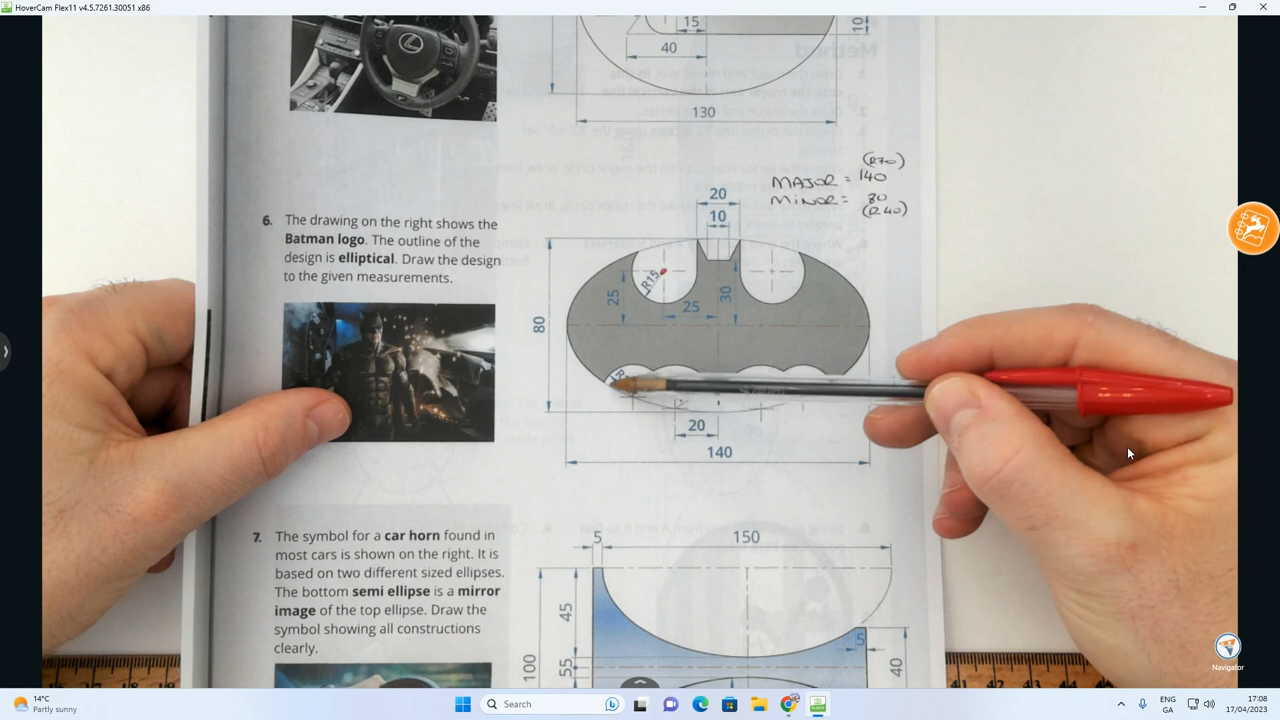 HoverCam Flex11 v4.5.7261.30051 x86
15
40
10
130
(R70)
MAJOR = 140
MINOR = 80
(R40)
6. The drawing on the right shows the
Batman logo. The outline of the
design is elliptical. Draw the design
to the given measurements.
20
10
R15
25
25
30
80
20
140
7. The symbol for a car horn found in
most cars is shown on the right. It is
based on two different sized ellipses.
The bottom semi ellipse is a mirror
image of the top ellipse. Draw the
symbol showing all constructions
clearly.
5
150
45
100
55
5
40
Navigator
14°C
Partly sunny
Search
ENG
GA
17:08
17/04/2023